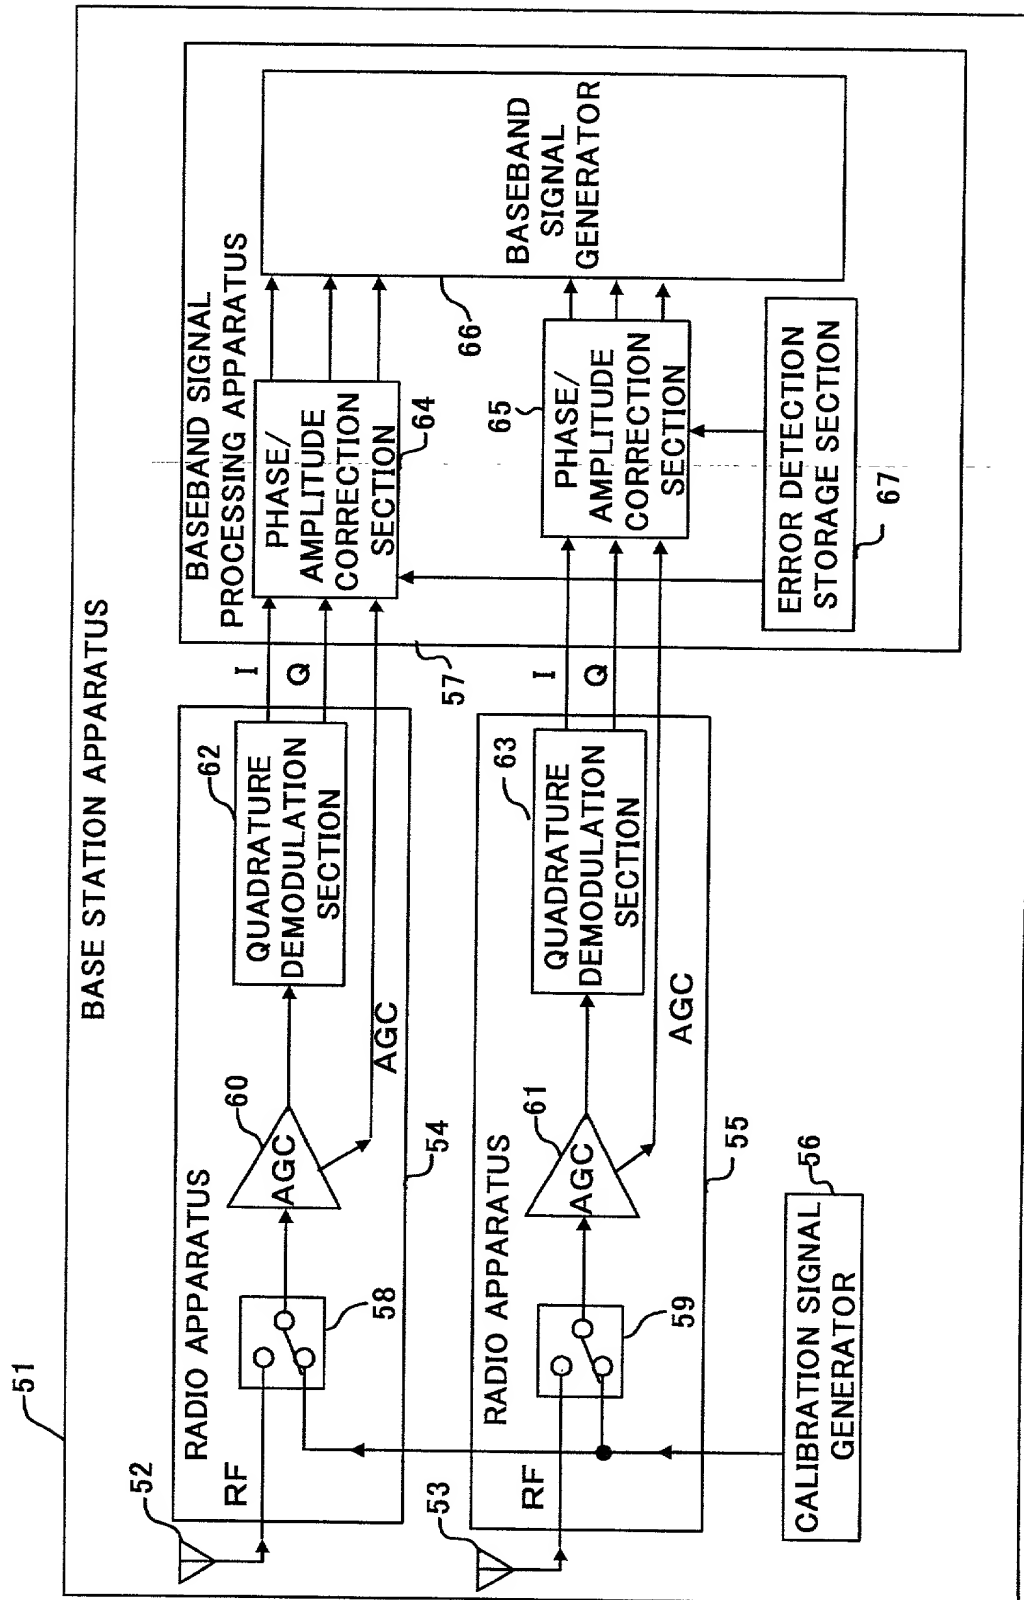 51
BASE STATION APPARATUS
52
RF
RADIO APPARATUS
58
60
AGC
AGC
62
QUADRATURE
DEMODULATION
SECTION
54
I
Q
57
BASEBAND SIGNAL
PROCESSING APPARATUS
PHASE/
AMPLITUDE
CORRECTION
SECTION
64
66
BASEBAND
SIGNAL
GENERATOR
53
RF
RADIO APPARATUS
59
61
AGC
AGC
63
QUADRATURE
DEMODULATION
SECTION
55
I
Q
65
PHASE/
AMPLITUDE
CORRECTION
SECTION
56
CALIBRATION SIGNAL
GENERATOR
ERROR DETECTION
STORAGE SECTION
67